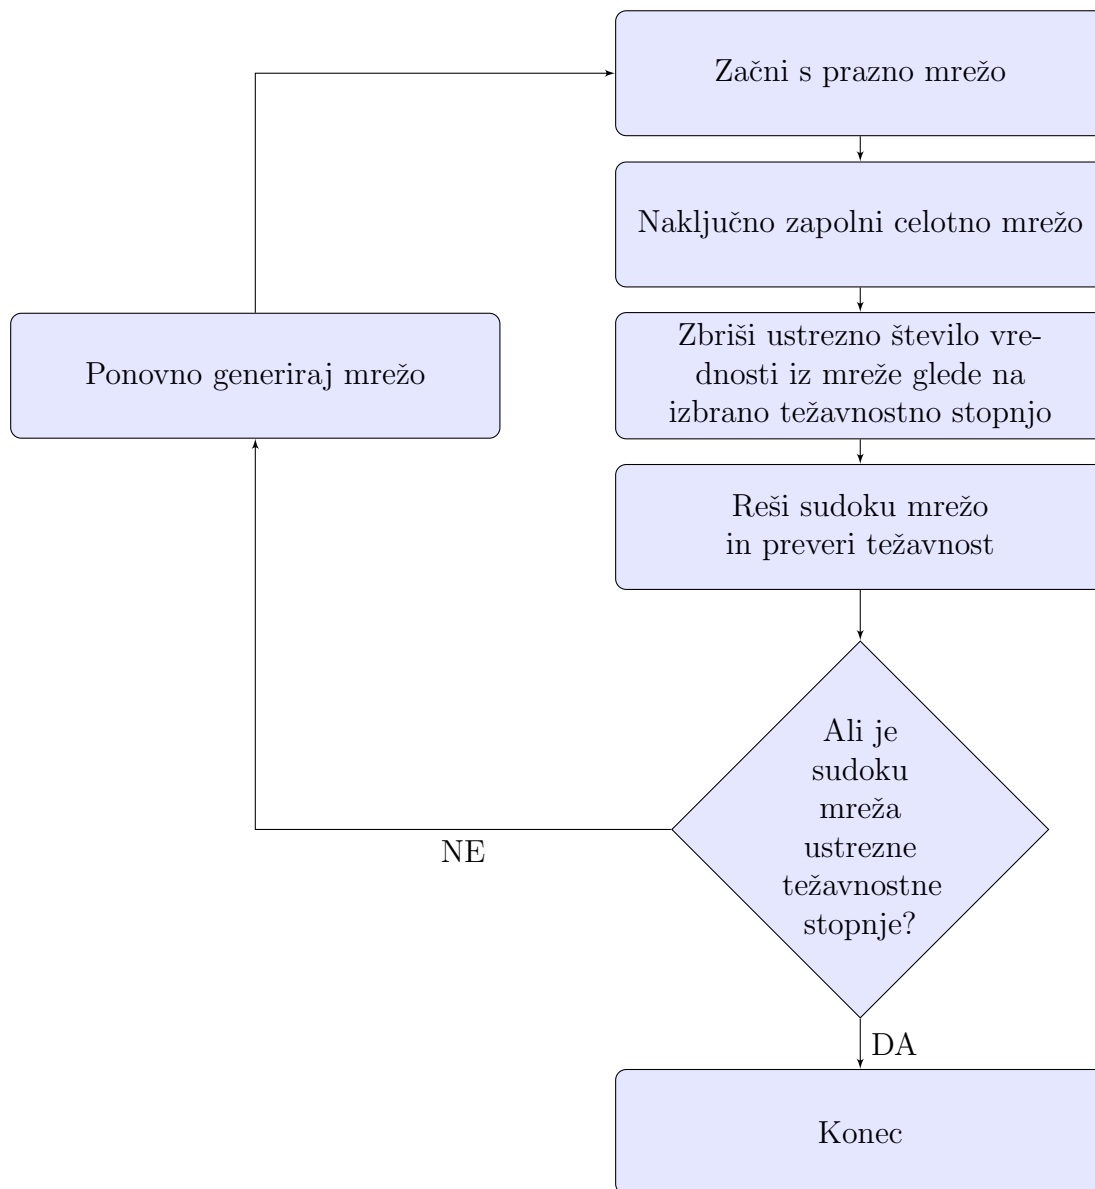 Začni s prazno mrežo
Naključno zapolni celotno mrežo
Zbriši ustrezno število vre-
dnosti iz mreže glede na
izbrano težavnostno stopnjo
Ponovno generiraj mrežo
Reši sudoku mrežo
in preveri težavnost
Ali je
sudoku
mreža
ustrezne
težavnostne
stopnje?
NE
DA
Konec